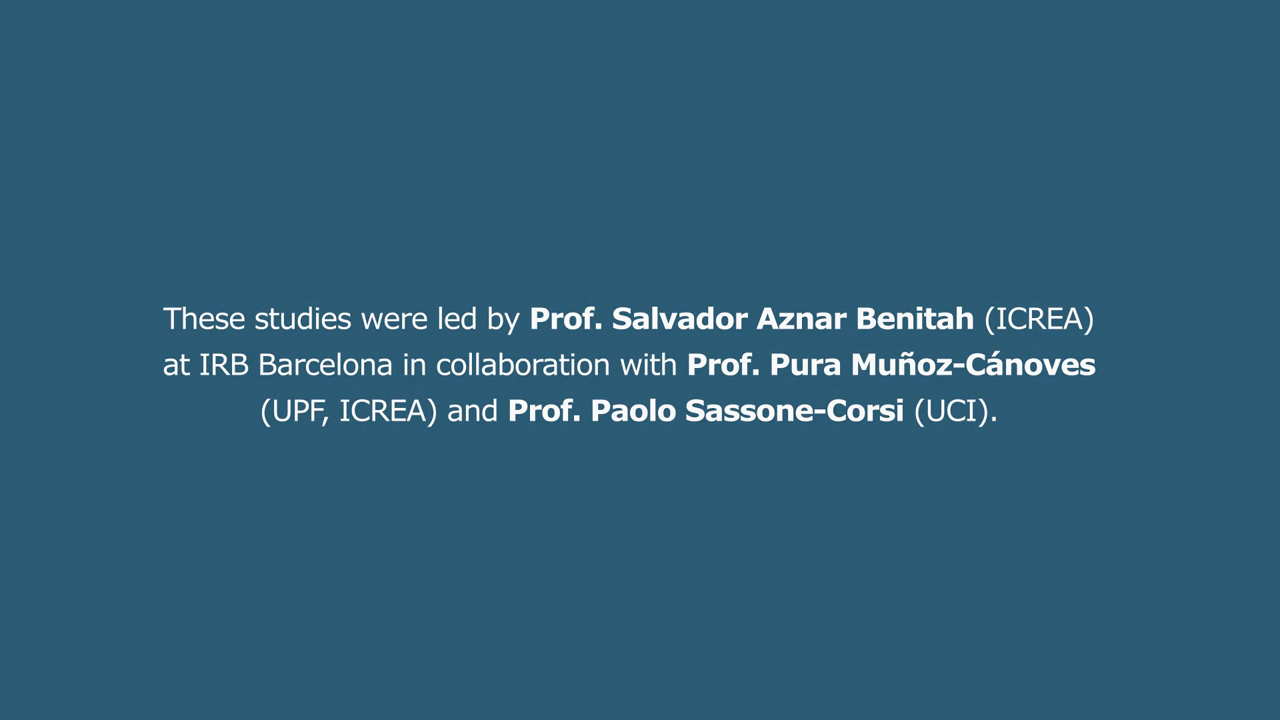 These studies were led by Prof. Salvador Aznar Benitah (ICREA)
at IRB Barcelona in collaboration with Prof. Pura Muñoz-Cánoves
(UPF, ICREA) and Prof. Paolo Sassone-Corsi (UCI).